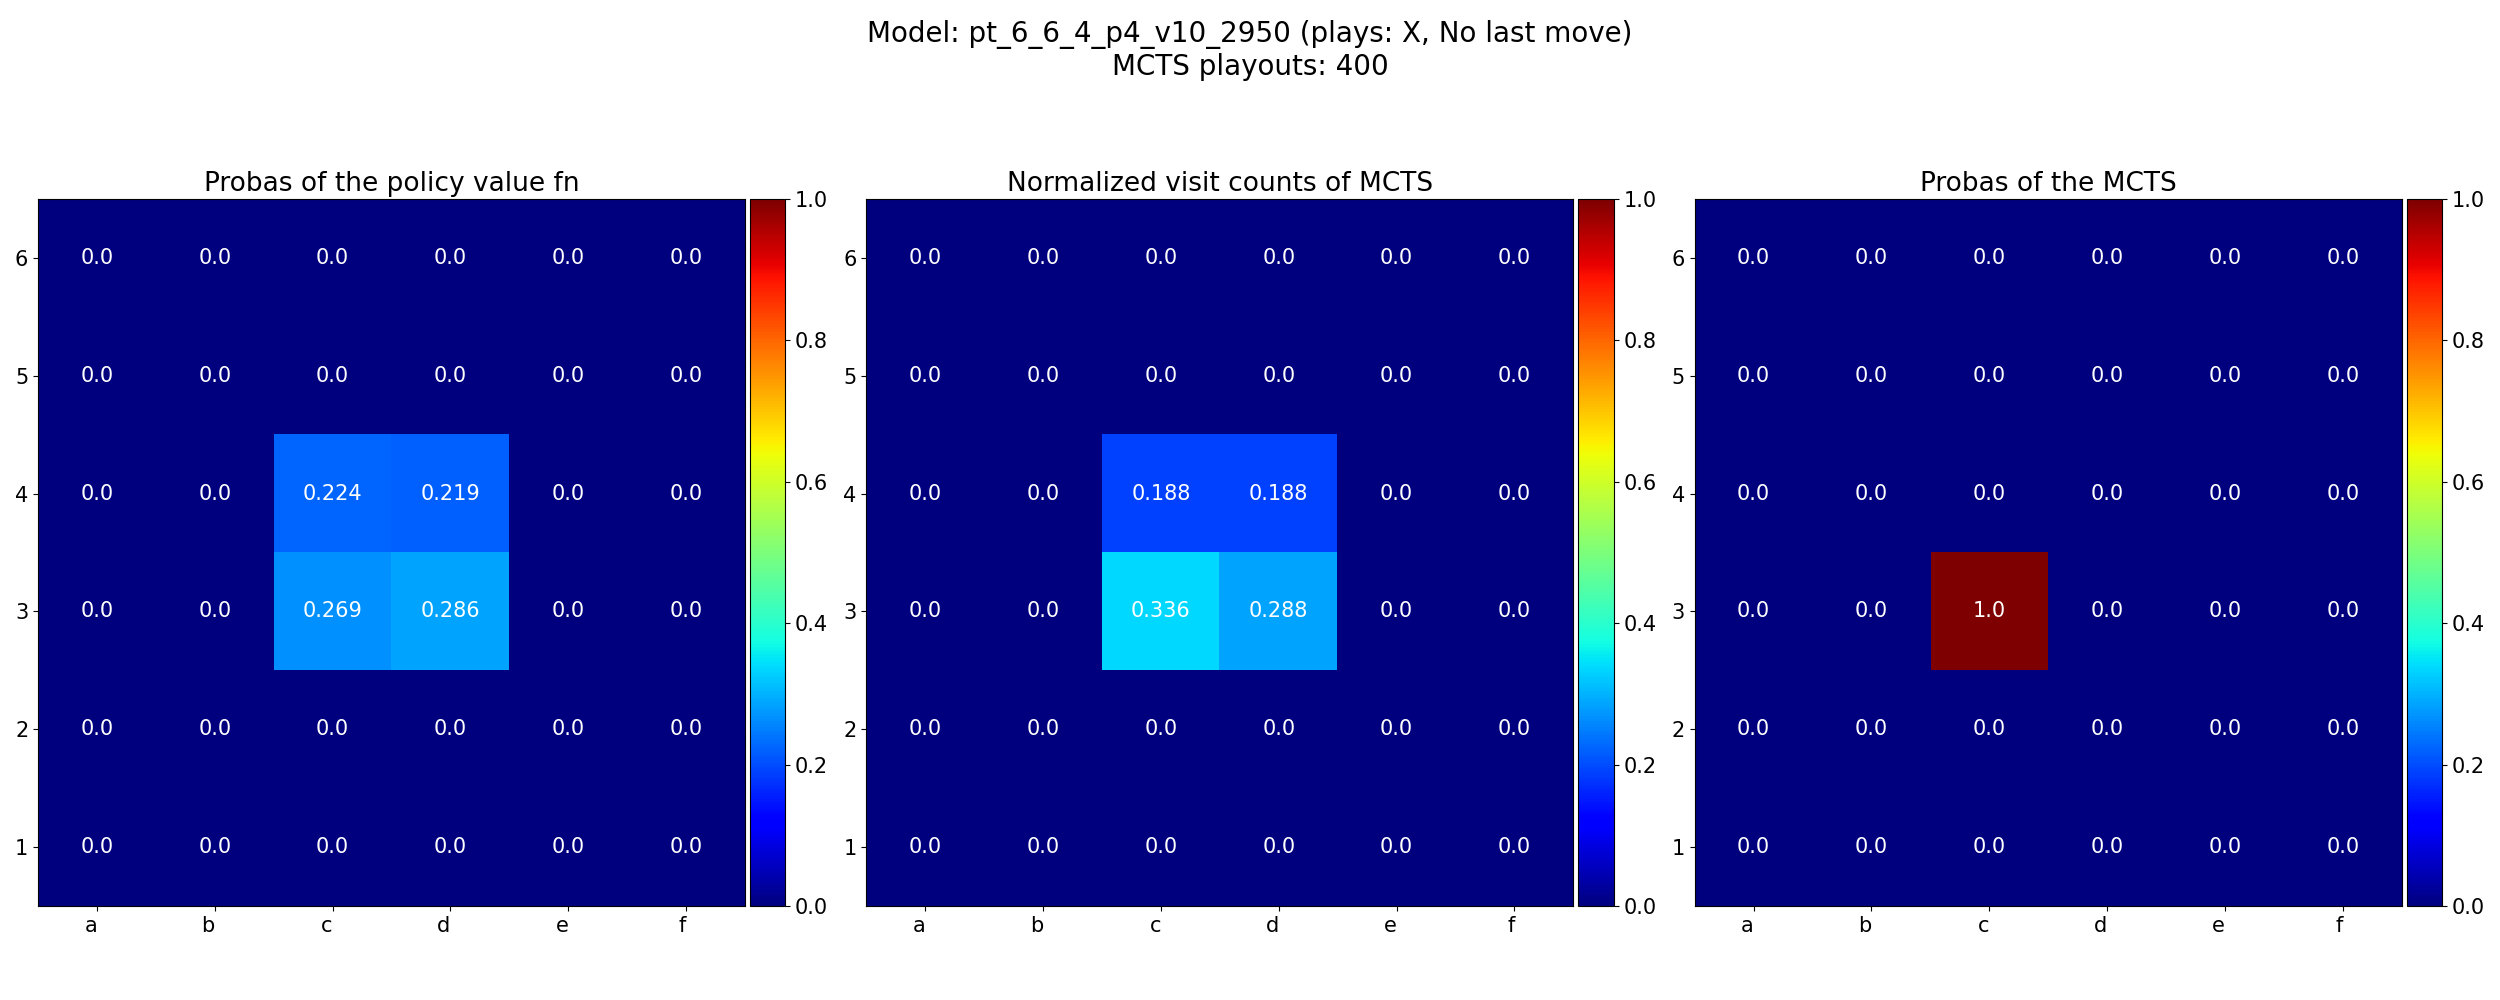 Model: pt_6_6_4_p4_v10_2950 (plays: X, No last move)
MCTS playouts: 400
Probas of the policy value fn
1.0
6 0.0 0.0 0.0 0.0 0.0 0.0
0.8
5 0.0 0.0 0.0 0.0 0.0 0.0
0.6
4 0.0 0.0 0.224 0.219 0.0 0.0
0.4
3 0.0 0.0 0.269 0.286 0.0 0.0
2 0.0 0.0 0.0 0.0 0.0 0.0
0.2
1 0.0 0.0 0.0 0.0 0.0 0.0
0.0
a b c d e f
Normalized visit counts of MCTS
1.0
6 0.0 0.0 0.0 0.0 0.0 0.0
0.8
5 0.0 0.0 0.0 0.0 0.0 0.0
0.6
4 0.0 0.0 0.188 0.188 0.0 0.0
0.4
3 0.0 0.0 0.336 0.288 0.0 0.0
2 0.0 0.0 0.0 0.0 0.0 0.0
0.2
1 0.0 0.0 0.0 0.0 0.0 0.0
0.0
a b c d e f
Probas of the MCTS
1.0
6 0.0 0.0 0.0 0.0 0.0 0.0
0.8
5 0.0 0.0 0.0 0.0 0.0 0.0
0.6
4 0.0 0.0 0.0 0.0 0.0 0.0
0.4
3 0.0 0.0 1.0 0.0 0.0 0.0
2 0.0 0.0 0.0 0.0 0.0 0.0
0.2
1 0.0 0.0 0.0 0.0 0.0 0.0
0.0
a b c d e f